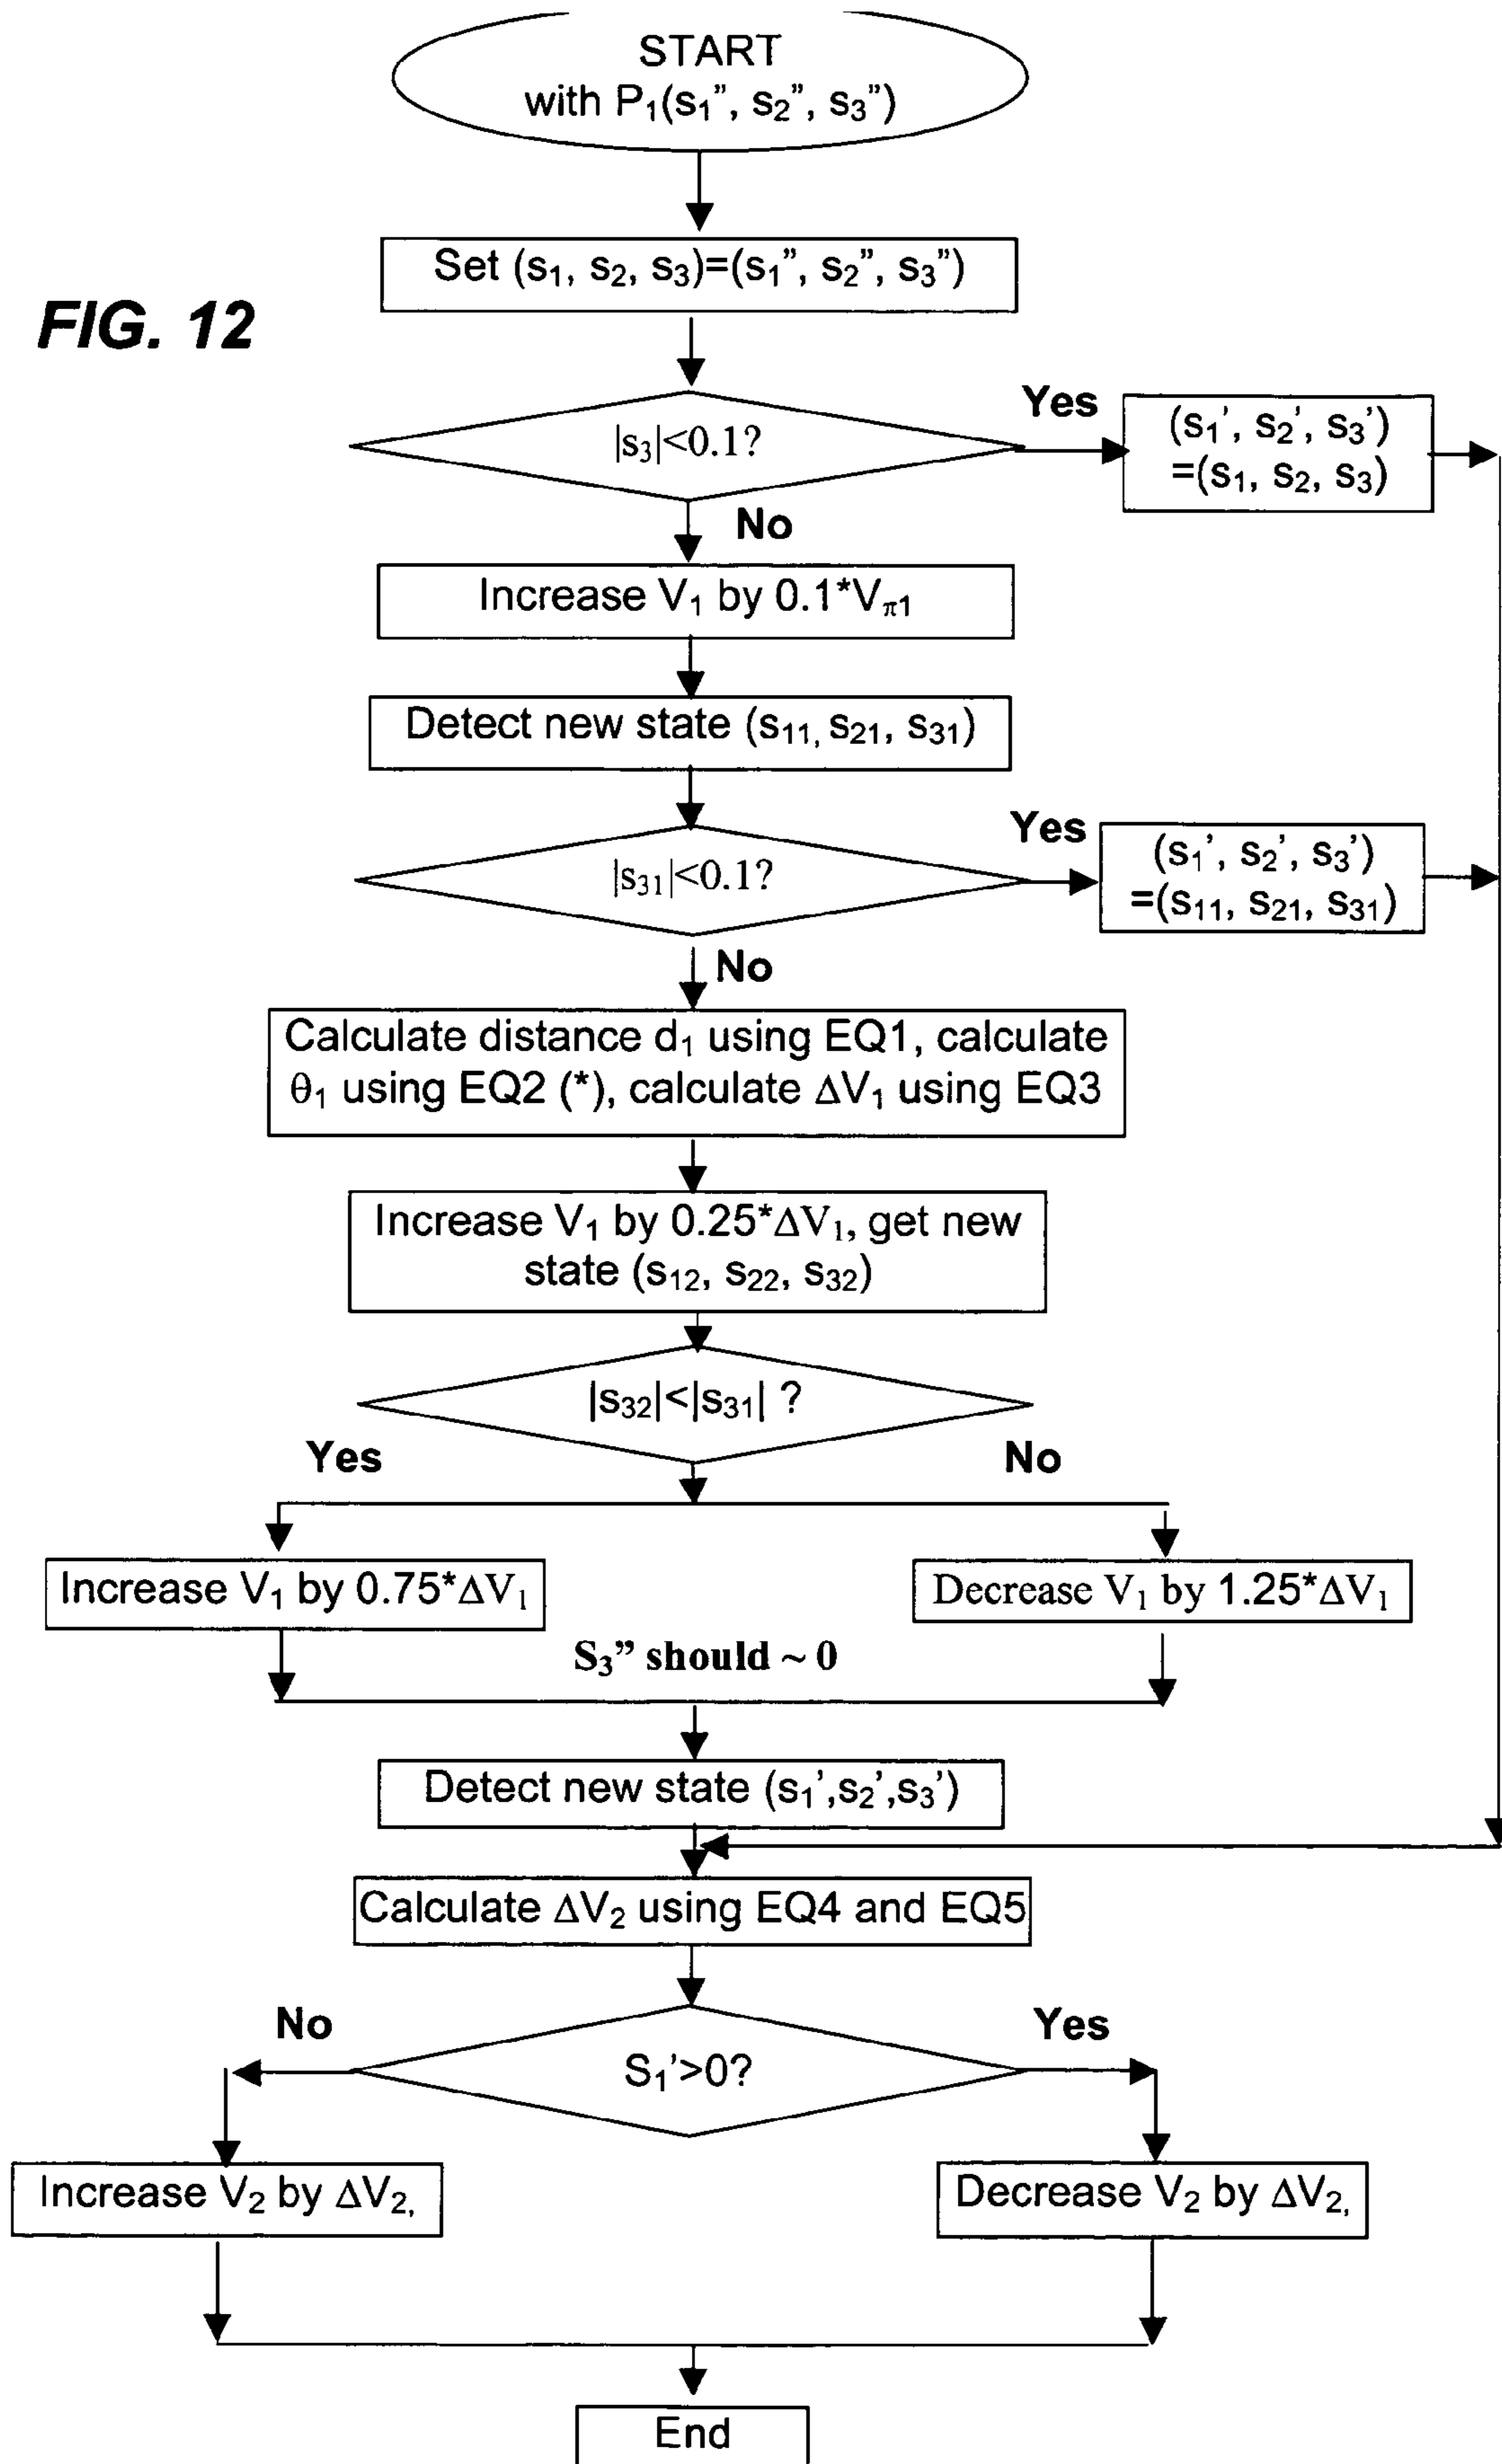 START
with P₁(s₁”, s₂”, s₃”)
Set (s₁, s₂, s₃)=(s₁”, s₂”, s₃”)
FIG. 12
|s₃|<0.1?
Yes
(s₁’, s₂’, s₃’)
=(s₁, s₂, s₃)
No
Increase V₁ by 0.1*Vπ₁
Detect new state (s₁₁, s₂₁, s₃₁)
|s₃₁|<0.1?
Yes
(s₁’, s₂’, s₃’)
=(s₁₁, s₂₁, s₃₁)
No
Calculate distance d₁ using EQ1, calculate
θ₁ using EQ2 (*), calculate ΔV₁ using EQ3
Increase V₁ by 0.25*ΔV₁, get new
state (s₁₂, s₂₂, s₃₂)
|s₃₂|<|s₃₁| ?
Yes
No
Increase V₁ by 0.75*ΔV₁
Decrease V₁ by 1.25*ΔV₁
S₃” should ~ 0
Detect new state (s₁’,s₂’,s₃’)
Calculate ΔV₂ using EQ4 and EQ5
No
Yes
S₁’>0?
Increase V₂ by ΔV₂,
Decrease V₂ by ΔV₂,
End